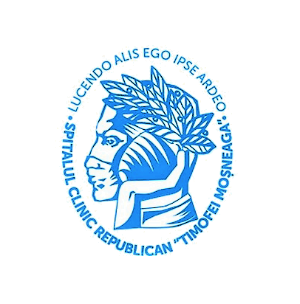 · LUCENDO ALIS EGO IPSE ARDEO ·
SPITALUL CLINIC REPUBLICAN "TIMOFEI MOȘNEAGA"